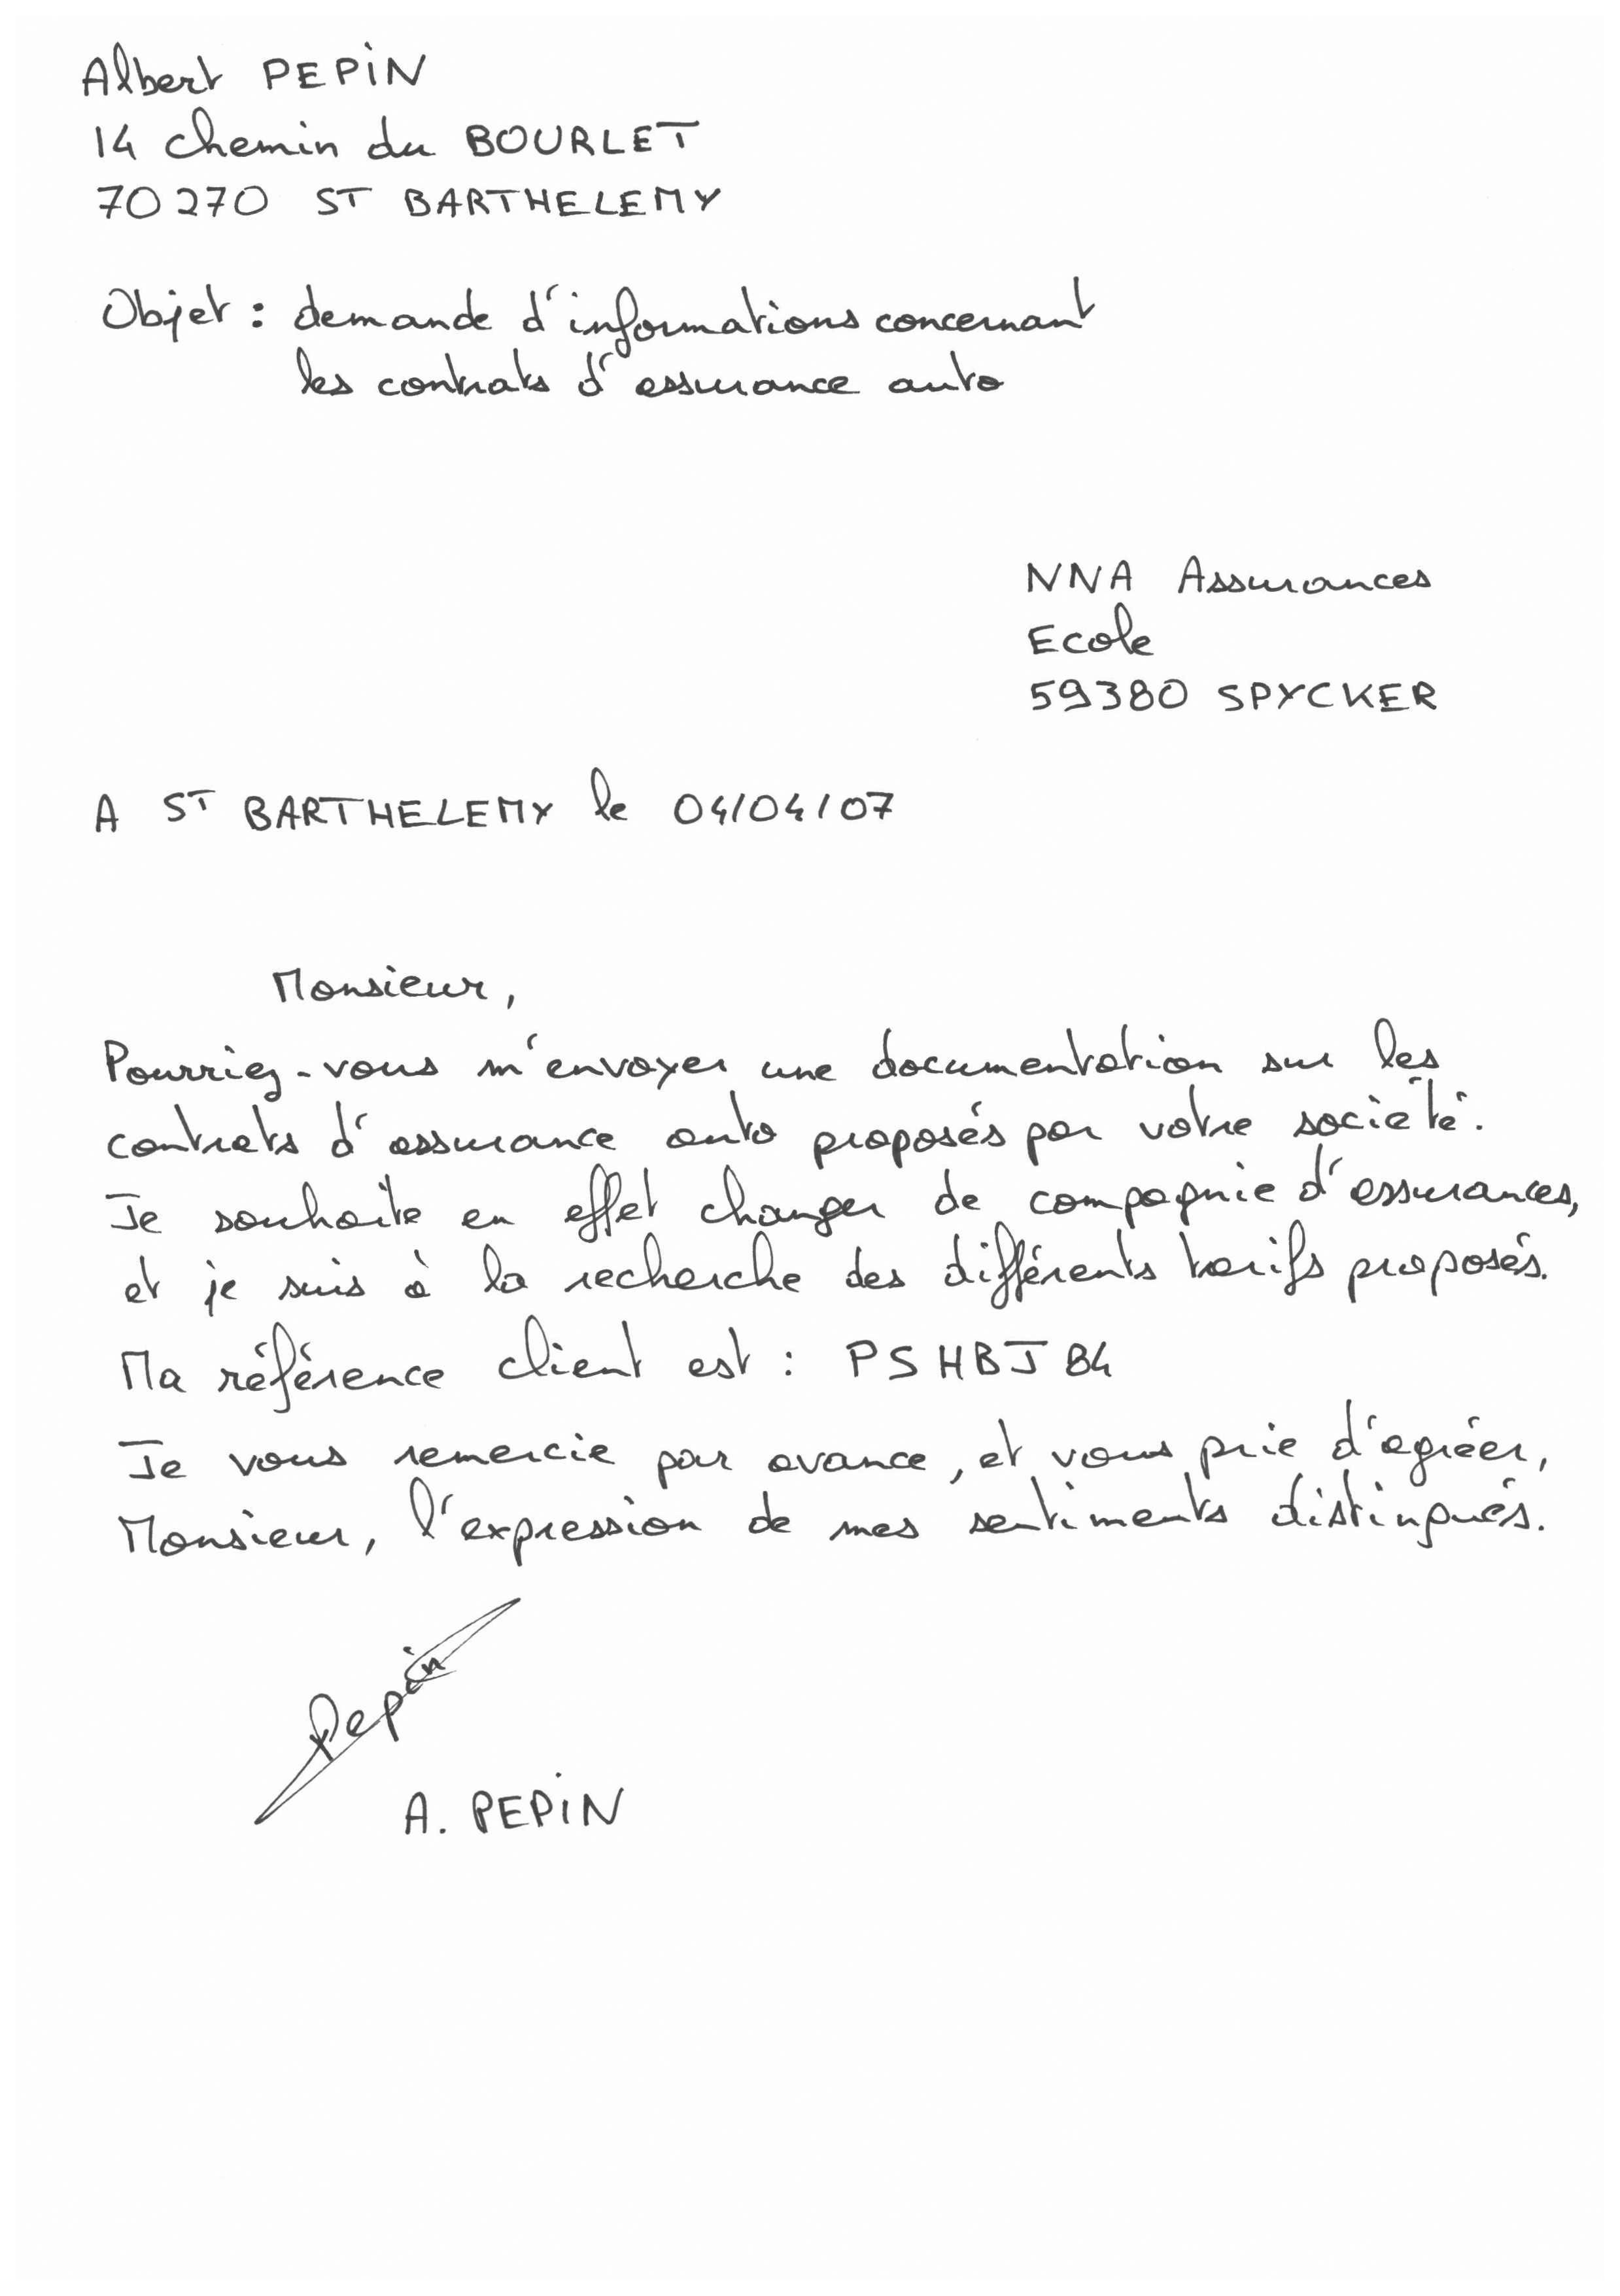 Albert PEPIN
14 chemin du BOURLET
70270 ST BARTHELEMY
Objet : demande d'informations concernant
les contrats d'assurance auto
NNA Assurances
Ecole
59380 SPYCKER
A ST BARTHELEMY le 04/04/07
Monsieur,
Pourriez-vous m'envoyer une documentation sur les
contrats d'assurance auto proposés par votre société.
Je souhaite en effet changer de compagnie d'assurances,
et je suis à la recherche des différents tarifs proposés.
Ma référence client est : PSHBJ84
Je vous remercie par avance, et vous prie d'agréer,
Monsieur, l'expression de mes sentiments distingués.
Pepin
A. PEPIN